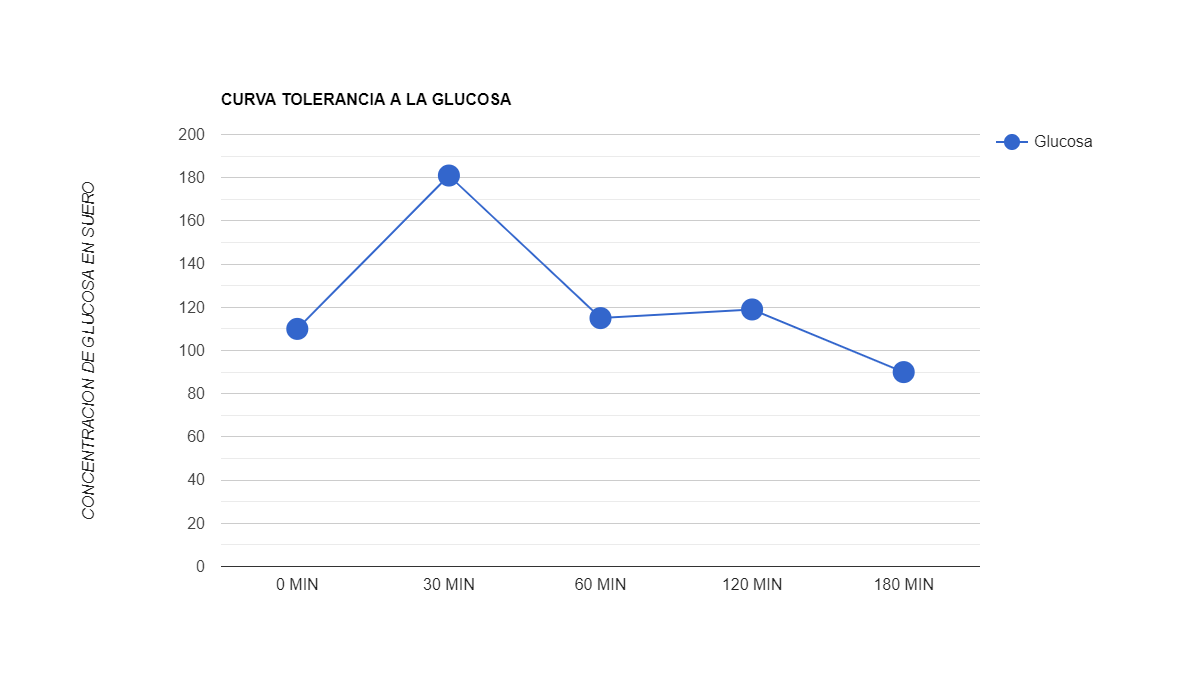 CURVA TOLERANCIA A LA GLUCOSA
Glucosa
CONCENTRACION DE GLUCOSA EN SUERO
200
180
160
140
120
100
80
60
40
20
0
0 MIN
30 MIN
60 MIN
120 MIN
180 MIN